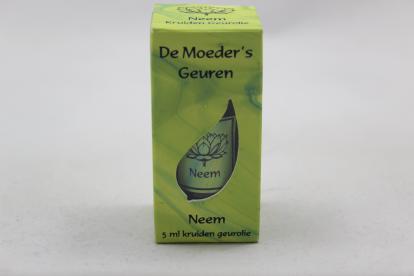 Neem
Kruiden Geurolie
De Moeder's
Geuren
Neem
Neem
5 ml kruiden geurolie